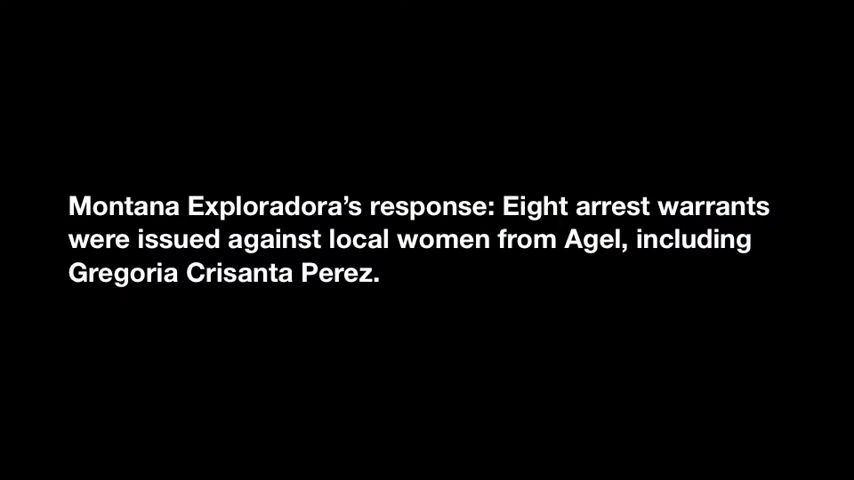 Montana Exploradora’s response: Eight arrest warrants
were issued against local women from Agel, including
Gregoria Crisanta Perez.